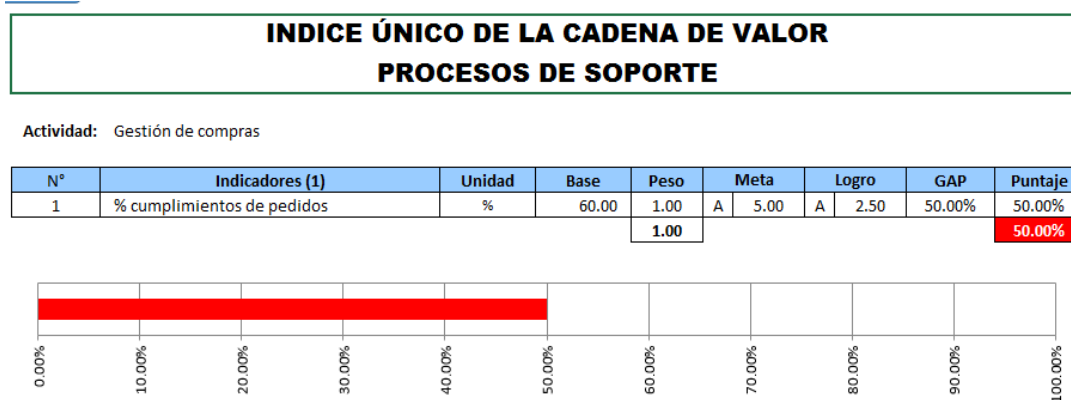 INDICE ÚNICO DE LA CADENA DE VALOR
PROCESOS DE SOPORTE
Actividad: Gestión de compras
N° Indicadores (1) Unidad Base Peso Meta Logro GAP Puntaje
1 % cumplimientos de pedidos % 60.00 1.00 A 5.00 A 2.50 50.00% 50.00%
1.00 50.00%
0.00% 10.00% 20.00% 30.00% 40.00% 50.00% 60.00% 70.00% 80.00% 90.00% 100.00%